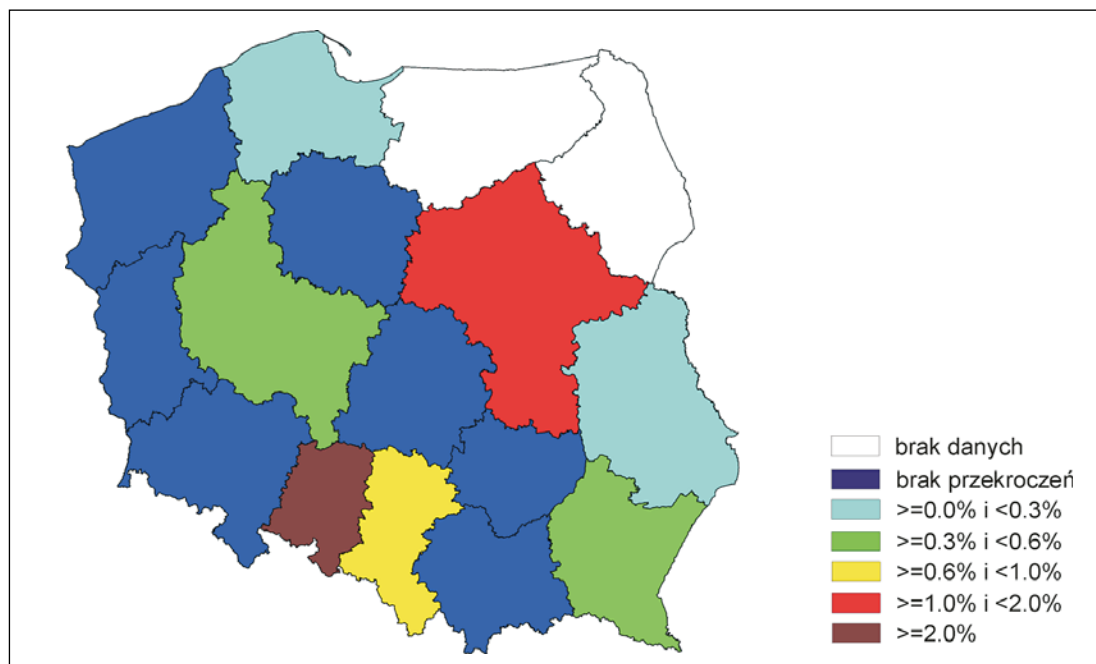 brak danych
brak przekroczeń
>=0.0% i <0.3%
>=0.3% i <0.6%
>=0.6% i <1.0%
>=1.0% i <2.0%
>=2.0%